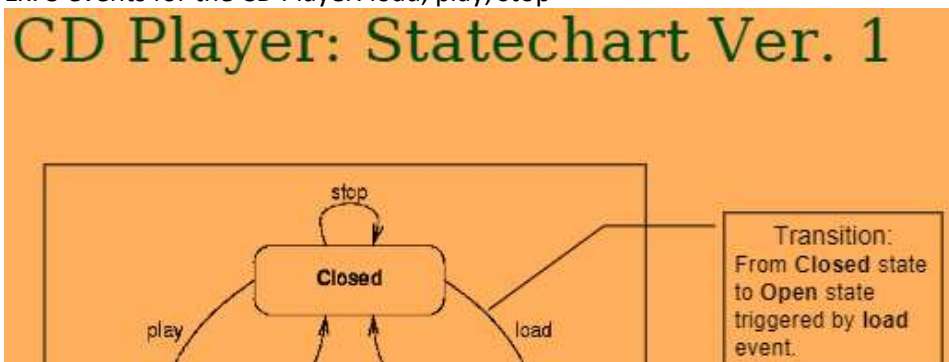 CD Player: Statechart Ver. 1
stop
Closed
play
load
Transition:
From Closed state
to Open state
triggered by load
event.